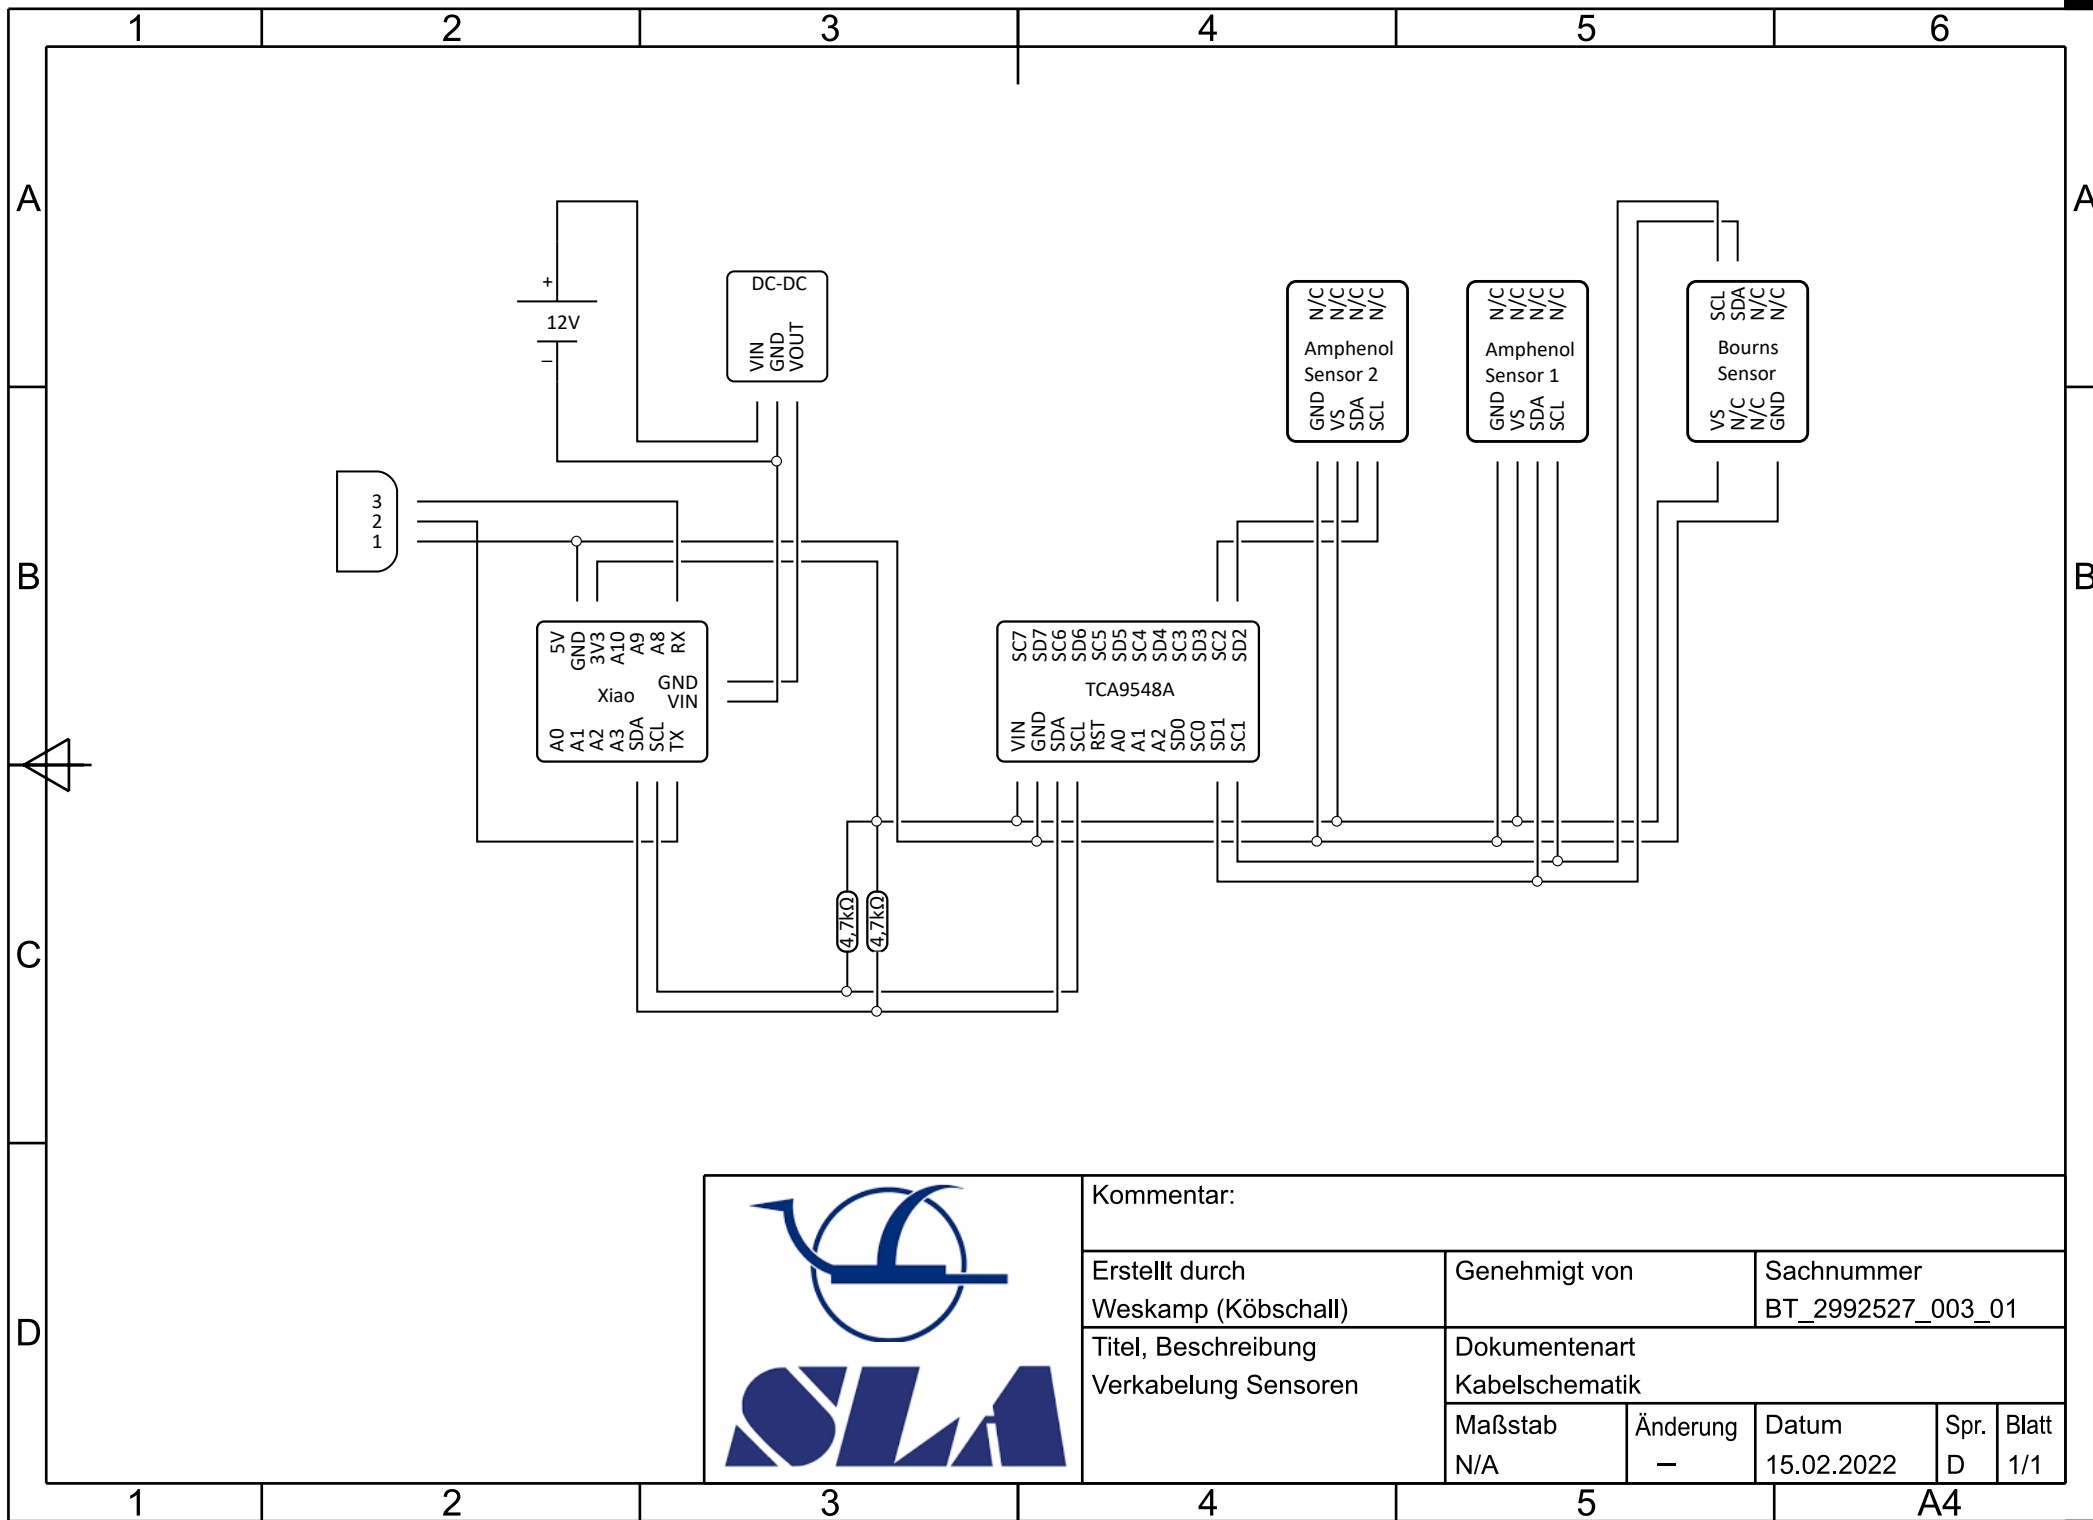 1 2 3 4 5 6
A A
B B
C
D
+
12V
–
DC-DC
VIN
GND
VOUT
N/C
N/C
N/C
N/C
Amphenol
Sensor 2
GND
VS
SDA
SCL
N/C
N/C
N/C
N/C
Amphenol
Sensor 1
GND
VS
SDA
SCL
SCL
SDA
N/C
N/C
Bourns
Sensor
VS
N/C
N/C
GND
3
2
1
5V
GND
3V3
A10
A9
A8
RX
GND
VIN
Xiao
A0
A1
A2
A3
SDA
SCL
TX
SC7
SD7
SC6
SD6
SC5
SD5
SC4
SD4
SC3
SD3
SC2
SD2
TCA9548A
VIN
GND
SDA
SCL
RST
A0
A1
A2
SD0
SC0
SD1
SC1
4,7kΩ
4,7kΩ
SLA
Kommentar:
Erstellt durch
Weskamp (Köbschall)
Genehmigt von
Sachnummer
BT_2992527_003_01
Titel, Beschreibung
Verkabelung Sensoren
Dokumentenart
Kabelschematik
Maßstab
N/A
Änderung
–
Datum
15.02.2022
Spr.
D
Blatt
1/1
1 2 3 4 5 A4